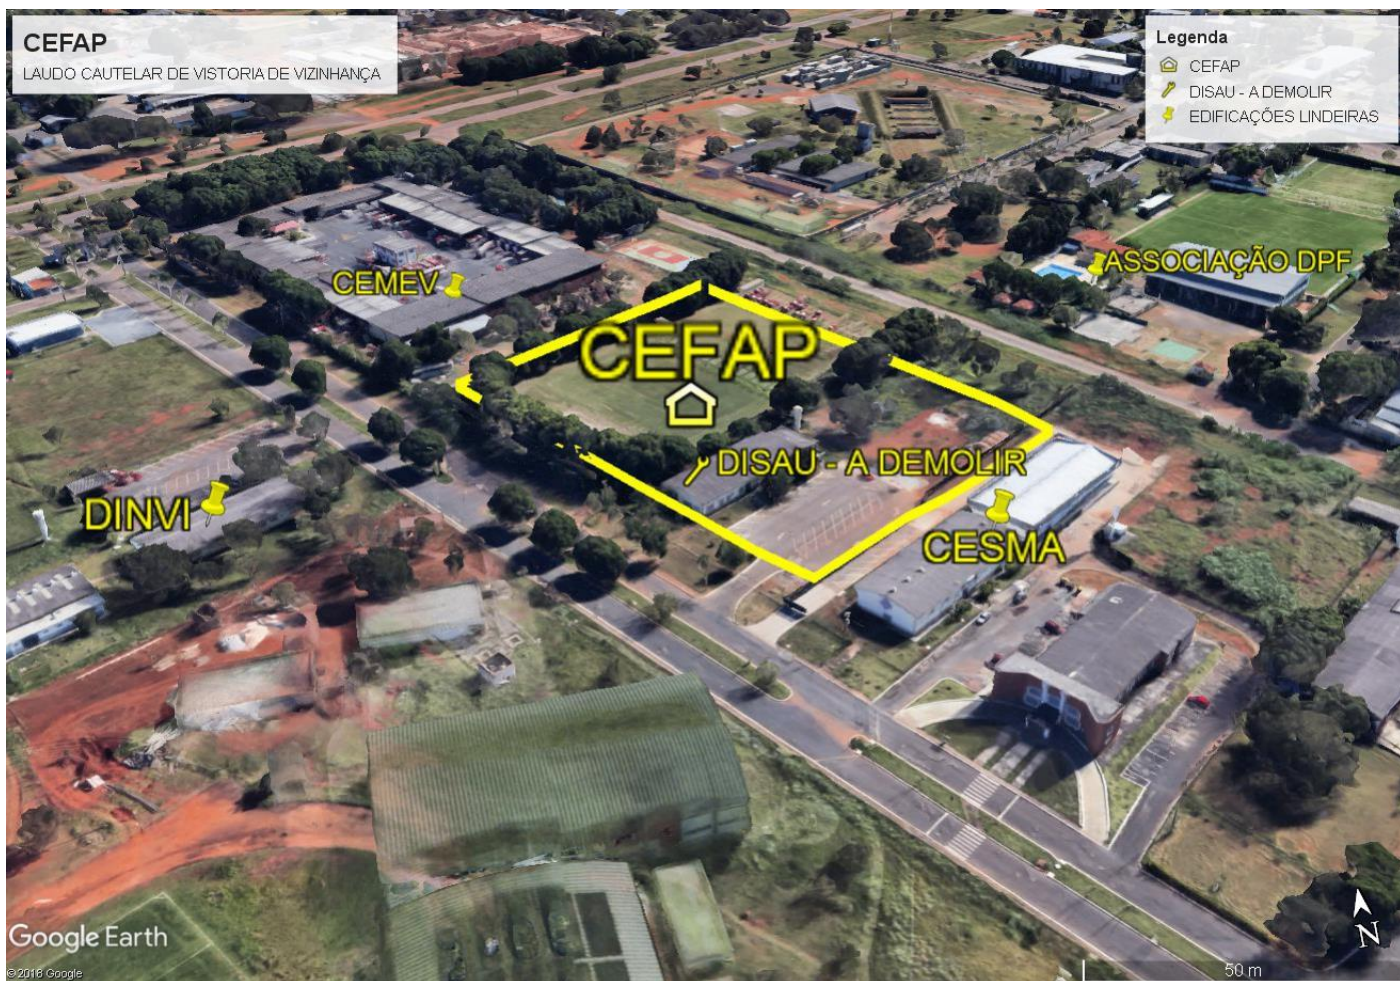 CEFAP
LAUDO CAUTELAR DE VISTORIA DE VIZINHANÇA
Legenda
CEFAP
DISAU - A DEMOLIR
EDIFICAÇÕES LINDEIRAS
ASSOCIAÇÃO DPF
CEMEV
CEFAP
DISAU - A DEMOLIR
DINVI
CESMA
Google Earth
N
© 2018 Google
50 m